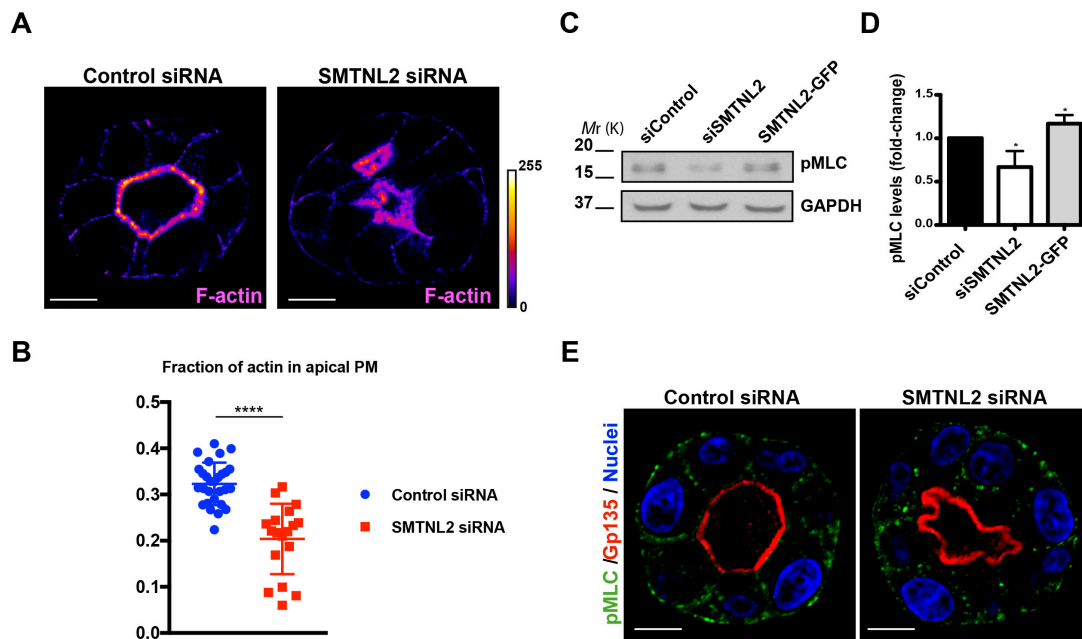 A
Control siRNA
SMTNL2 siRNA
F-actin
F-actin
255
0
B
Fraction of actin in apical PM
0.5
0.4
0.3
0.2
0.1
0.0
****
Control siRNA
SMTNL2 siRNA
C
siControl
siSMTNL2
SMTNL2-GFP
Mr (K)
20
15
37
pMLC
GAPDH
D
pMLC levels (fold-change)
1.5
1.0
0.5
0.0
*
*
siControl
siSMTNL2
SMTNL2-GFP
E
Control siRNA
SMTNL2 siRNA
pMLC /Gp135 / Nuclei